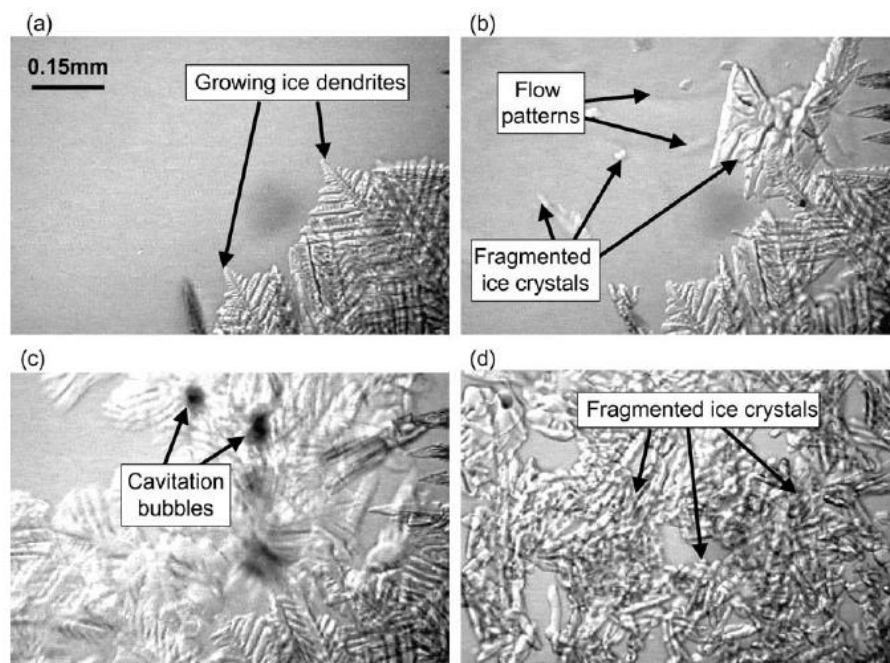 (a)
0.15mm
Growing ice dendrites
(b)
Flow
patterns
Fragmented
ice crystals
(c)
Cavitation
bubbles
(d)
Fragmented ice crystals